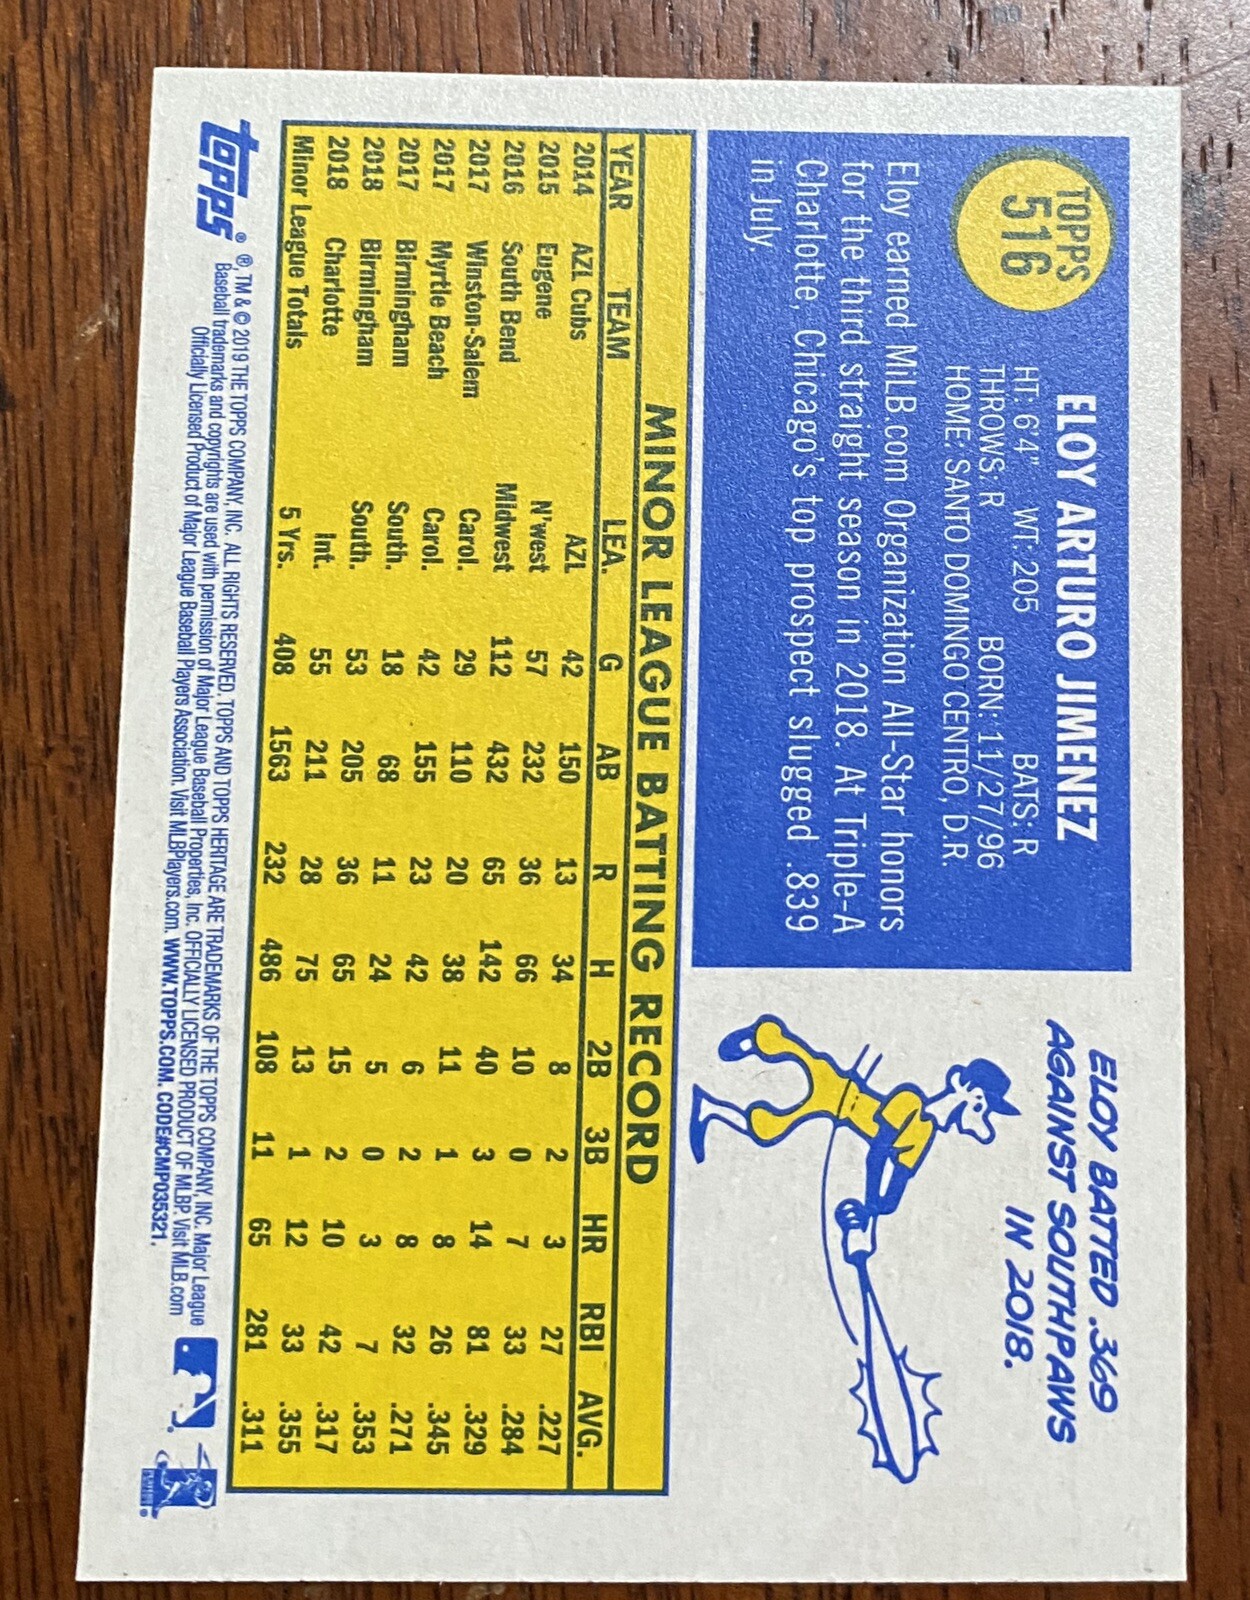 TOPPS
516
ELOY ARTURO JIMENEZ
HT: 6'4" WT: 205 BATS: R
THROWS: R BORN: 11/27/96
HOME: SANTO DOMINGO CENTRO, D.R.
Eloy earned MiLB.com Organization All-Star honors
for the third straight season in 2018. At Triple-A
Charlotte, Chicago's top prospect slugged .839
in July.
ELOY BATTED .369
AGAINST SOUTHPAWS
IN 2018.
MINOR LEAGUE BATTING RECORD
YEAR TEAM LEA. G AB R H 2B 3B HR RBI AVG.
2014 AZL Cubs AZL 42 150 13 34 8 2 3 27 .227
2015 Eugene N'west 57 232 36 66 10 0 7 33 .284
2016 South Bend Midwest 112 432 65 142 40 3 14 81 .329
2017 Winston-Salem Carol. 29 110 20 38 11 1 8 26 .345
2017 Myrtle Beach Carol. 42 155 23 42 6 2 8 32 .271
2017 Birmingham South. 18 68 11 24 5 0 3 7 .353
2018 Birmingham South. 53 205 36 65 15 2 10 42 .317
2018 Charlotte Int. 55 211 28 75 13 1 12 33 .355
Minor League Totals 5 Yrs. 408 1563 232 486 108 11 65 281 .311
topps® ®, TM & © 2019 THE TOPPS COMPANY, INC. ALL RIGHTS RESERVED. TOPPS AND TOPPS HERITAGE ARE TRADEMARKS OF THE TOPPS COMPANY, INC. Major League
Baseball trademarks and copyrights are used with permission of Major League Baseball Properties, Inc. OFFICIALLY LICENSED PRODUCT OF MLBP. Visit MLB.com
Officially Licensed Product of Major League Baseball Players Association. Visit MLBPlayers.com. WWW.TOPPS.COM. CODE#CMP035321.